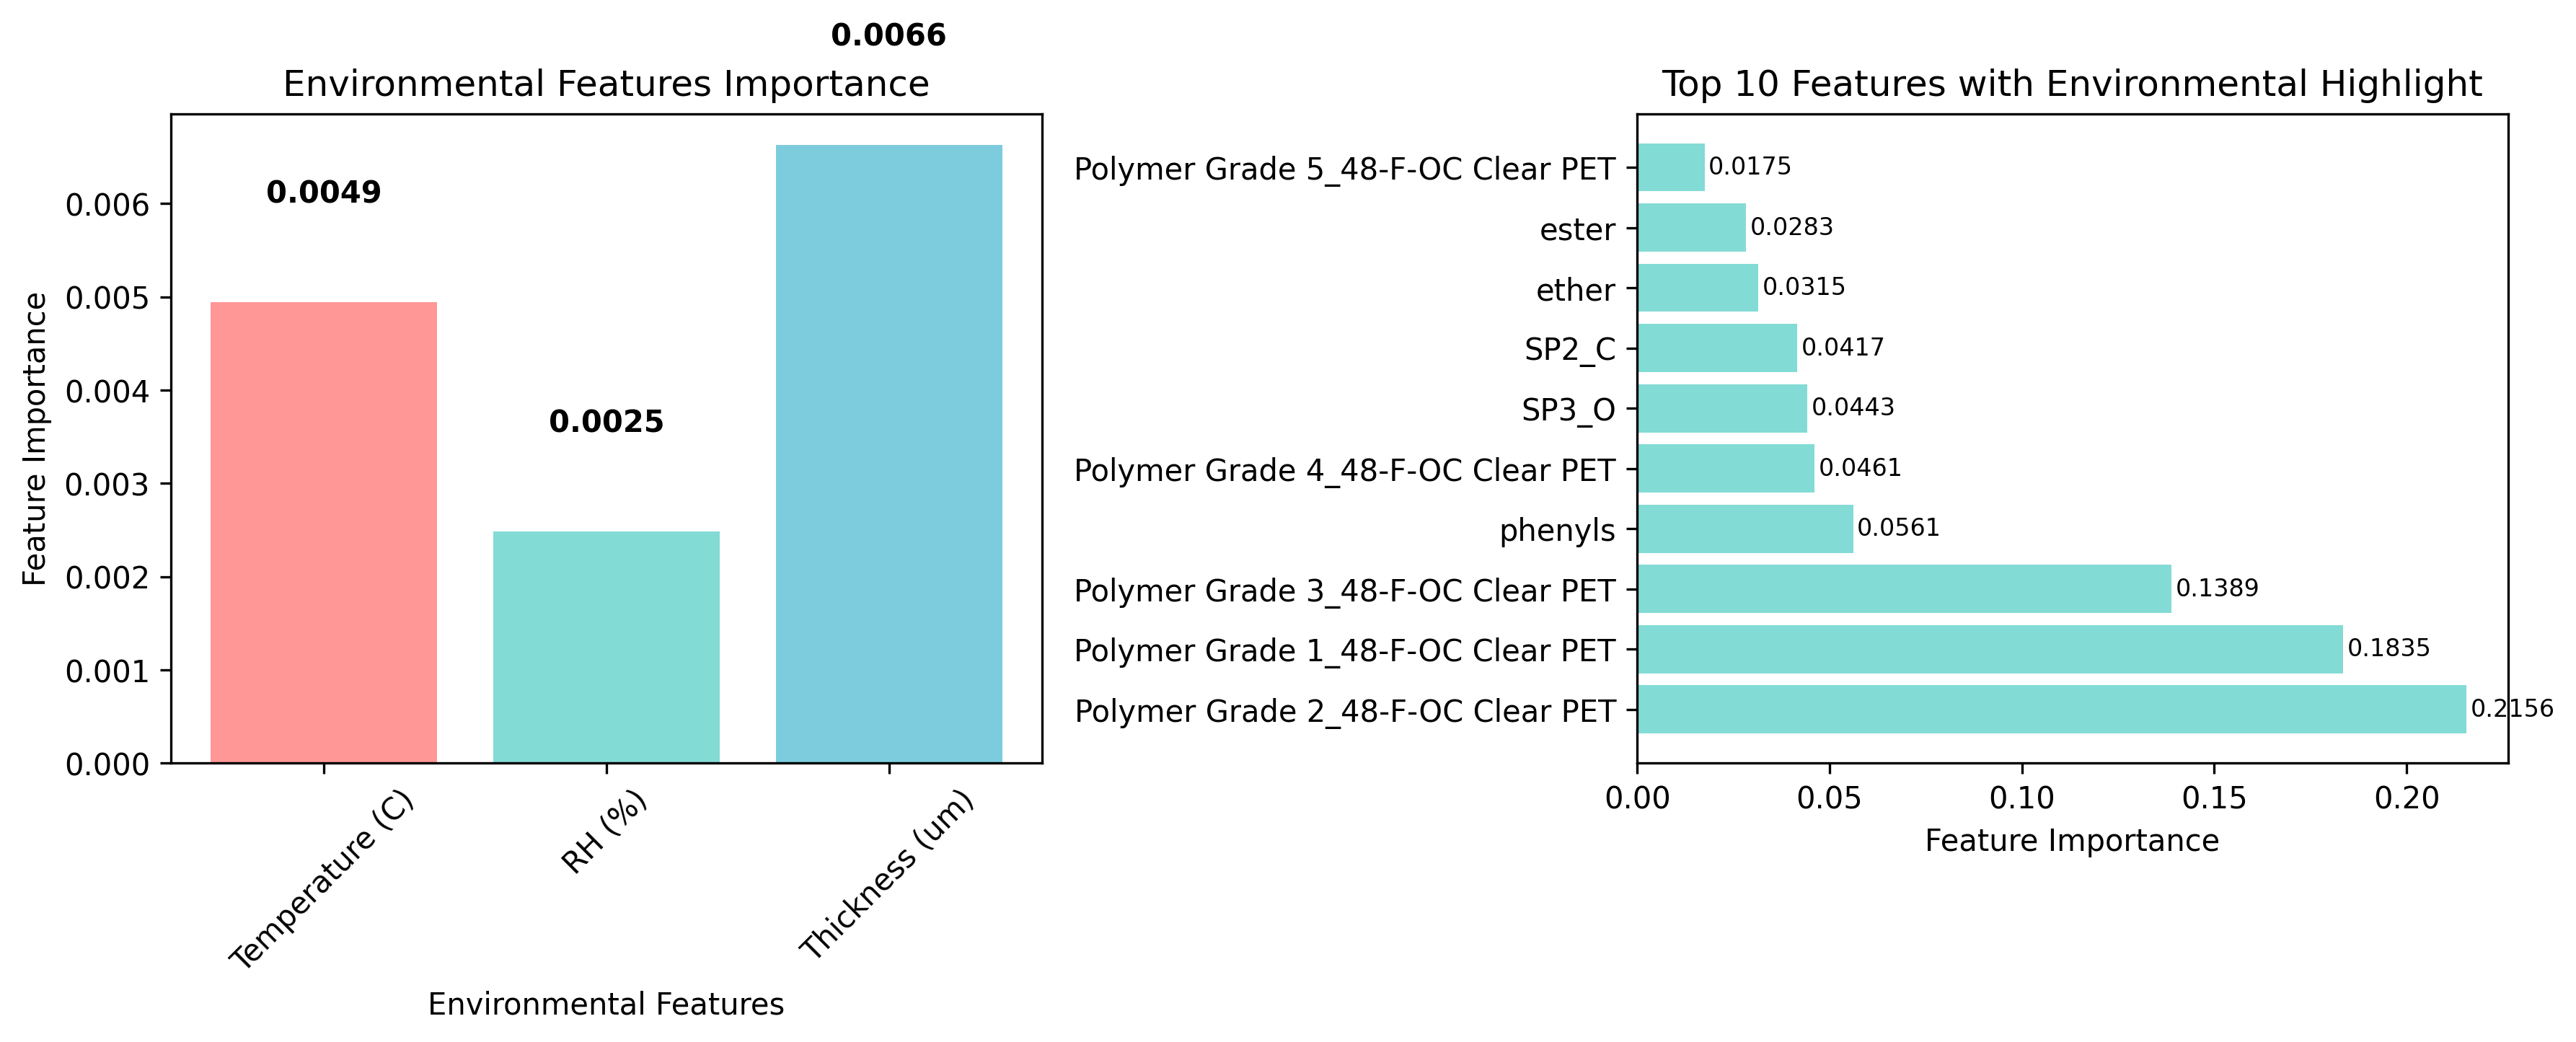 0.0066
Environmental Features Importance
0.0049
0.0025
Feature Importance
0.006
0.005
0.004
0.003
0.002
0.001
0.000
Temperature (C)
RH (%)
Thickness (um)
Environmental Features
Top 10 Features with Environmental Highlight
Polymer Grade 5_48-F-OC Clear PET 0.0175
ester 0.0283
ether 0.0315
SP2_C 0.0417
SP3_O 0.0443
Polymer Grade 4_48-F-OC Clear PET 0.0461
phenyls 0.0561
Polymer Grade 3_48-F-OC Clear PET 0.1389
Polymer Grade 1_48-F-OC Clear PET 0.1835
Polymer Grade 2_48-F-OC Clear PET 0.2156
0.00 0.05 0.10 0.15 0.20
Feature Importance